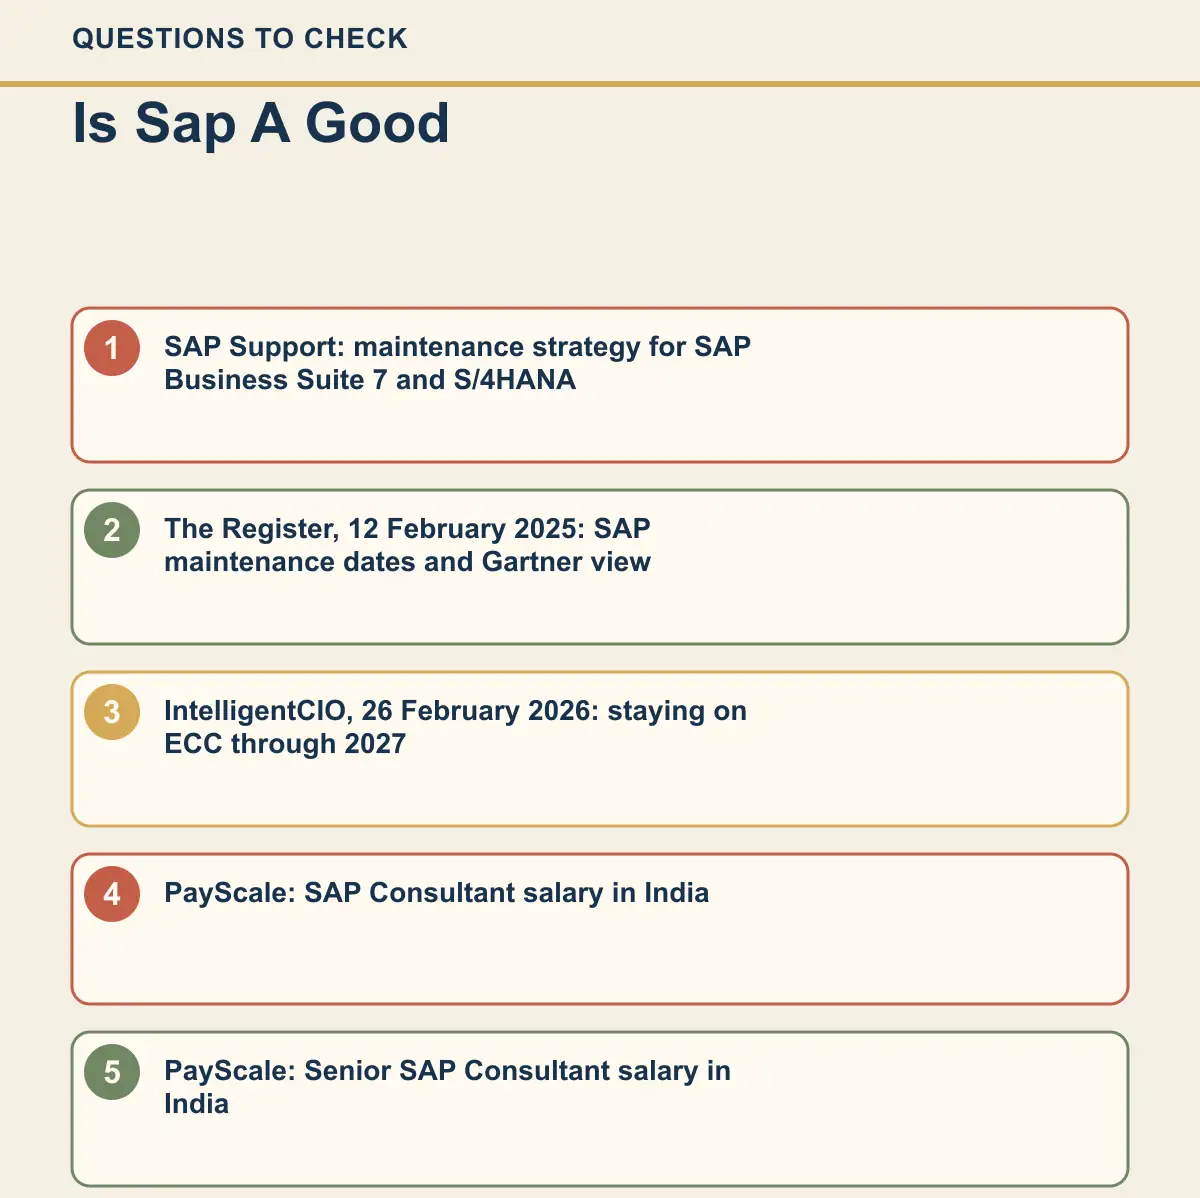 QUESTIONS TO CHECK
Is Sap A Good
1
SAP Support: maintenance strategy for SAP
Business Suite 7 and S/4HANA
2
The Register, 12 February 2025: SAP
maintenance dates and Gartner view
3
IntelligentCIO, 26 February 2026: staying on
ECC through 2027
4
PayScale: SAP Consultant salary in India
5
PayScale: Senior SAP Consultant salary in
India